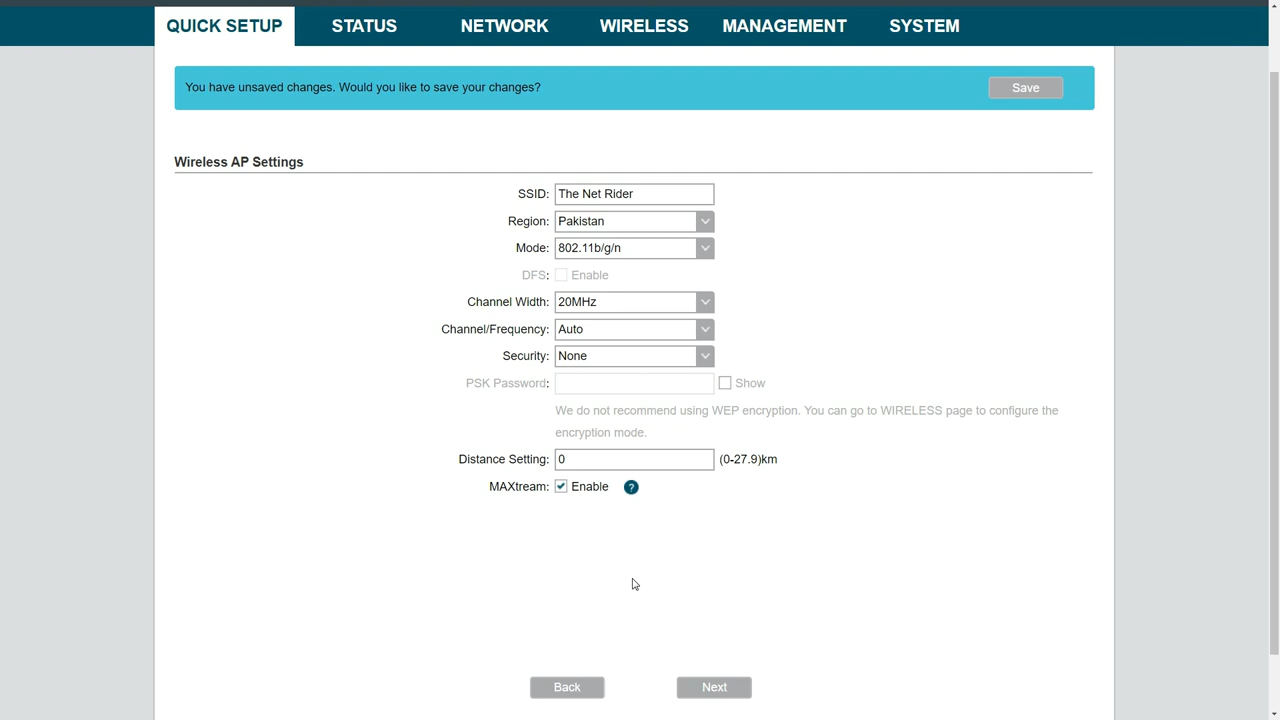 QUICK SETUP STATUS NETWORK WIRELESS MANAGEMENT SYSTEM
You have unsaved changes. Would you like to save your changes? Save
Wireless AP Settings
SSID: The Net Rider
Region: Pakistan
Mode: 802.11b/g/n
DFS: Enable
Channel Width: 20MHz
Channel/Frequency: Auto
Security: None
PSK Password: Show
We do not recommend using WEP encryption. You can go to WIRELESS page to configure the
encryption mode.
Distance Setting: 0 (0-27.9)km
MAXtream: Enable ?
Back Next